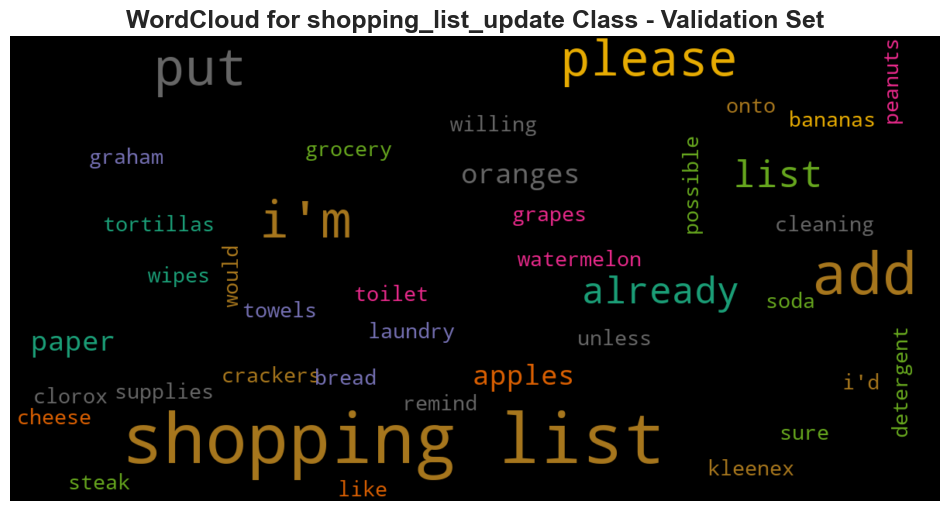 WordCloud for shopping_list_update Class - Validation Set
put
please
peanuts
onto
bananas
willing
graham
grocery
possible
oranges
list
tortillas
i'm
grapes
cleaning
would
wipes
watermelon
add
toilet
already
soda
towels
laundry
unless
paper
detergent
crackers
bread
apples
i'd
clorox
supplies
remind
cheese
shopping list
sure
kleenex
steak
like